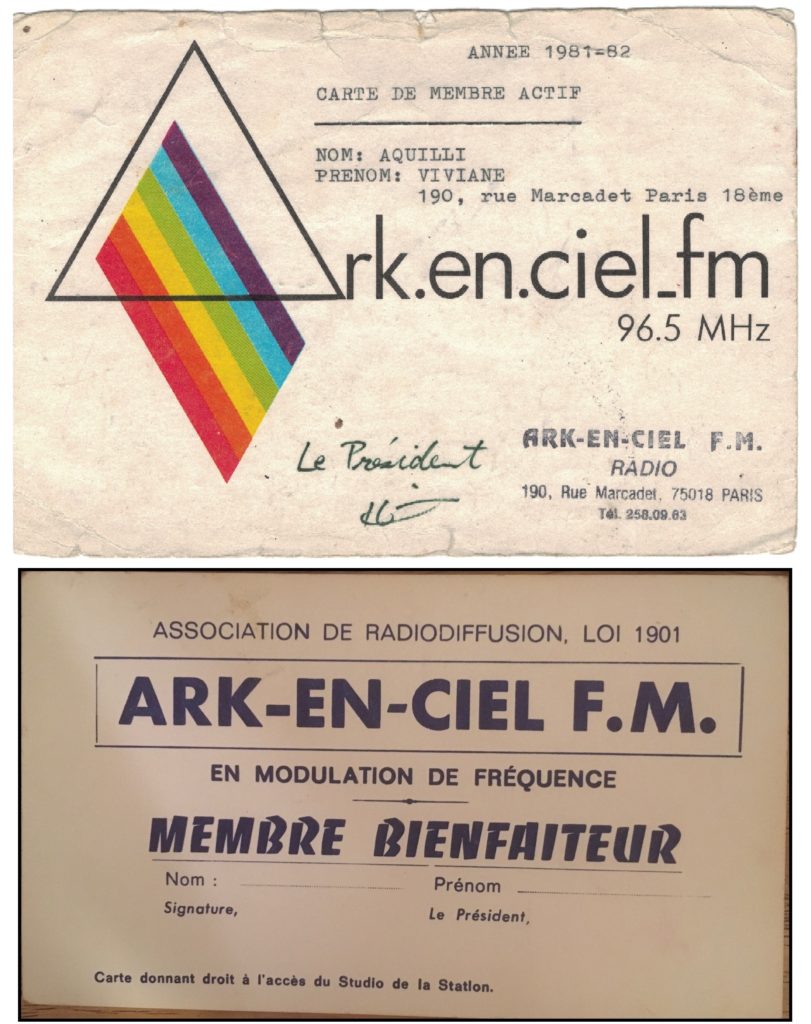 ANNEE 1981-82
CARTE DE MEMBRE ACTIF
NOM: AQUILLI
PRENOM: VIVIANE
190, rue Marcadet Paris 18ème
rk.en.ciel_fm
96.5 MHz
Le Président
ARK-EN-CIEL F.M.
RADIO
190, Rue Marcadet, 75018 PARIS
Tél. 258.09.63
ASSOCIATION DE RADIODIFFUSION, LOI 1901
ARK-EN-CIEL F.M.
EN MODULATION DE FRÉQUENCE
MEMBRE BIENFAITEUR
Nom : Prénom
Signature, Le Président,
Carte donnant droit à l'accès du Studio de la Station.